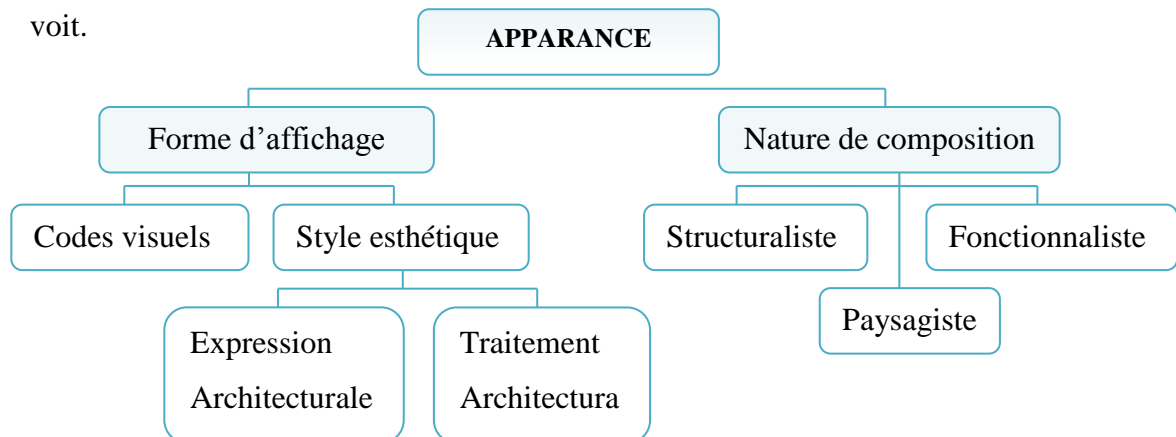 voit.
APPARANCE
Forme d’affichage
Nature de composition
Codes visuels
Style esthétique
Structuraliste
Fonctionnaliste
Paysagiste
Expression
Architecturale
Traitement
Architectura